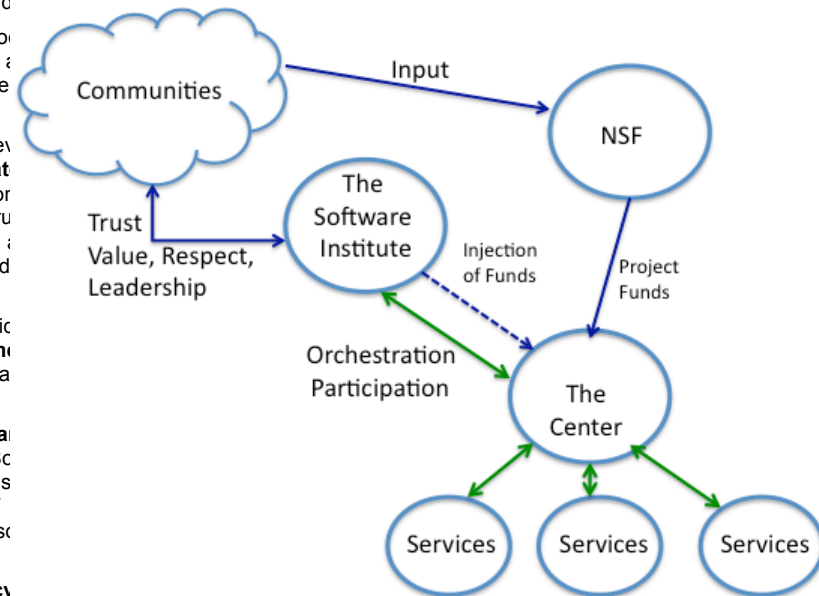 Communities
Input
NSF
The
Software
Institute
Trust
Value, Respect,
Leadership
Injection
of Funds
Project
Funds
Orchestration
Participation
The
Center
Services
Services
Services